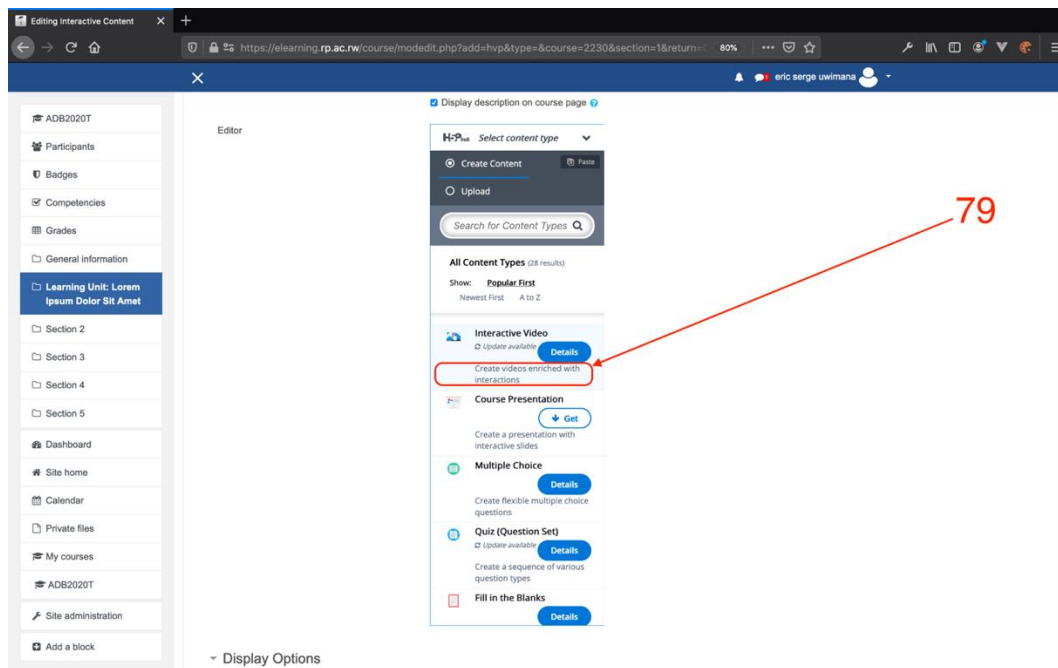 Editing Interactive Content
https://elearning.rp.ac.rw/course/modedit.php?add=hvp&type=&course=2230&section=1&return=
80%
eric serge uwimana
Display description on course page
ADB2020T
Participants
Badges
Competencies
Grades
General information
Learning Unit: Lorem
Ipsum Dolor Sit Amet
Section 2
Section 3
Section 4
Section 5
Dashboard
Site home
Calendar
Private files
My courses
ADB2020T
Site administration
Add a block
Editor
H5P Select content type
Create Content
Paste
Upload
Search for Content Types
All Content Types (28 results)
Show: Popular First
Newest First A to Z
Interactive Video
Update available
Details
Create videos enriched with
interactions
Course Presentation
Get
Create a presentation with
interactive slides
Multiple Choice
Details
Create flexible multiple choice
questions
Quiz (Question Set)
Update available
Details
Create a sequence of various
question types
Fill in the Blanks
Details
79
Display Options